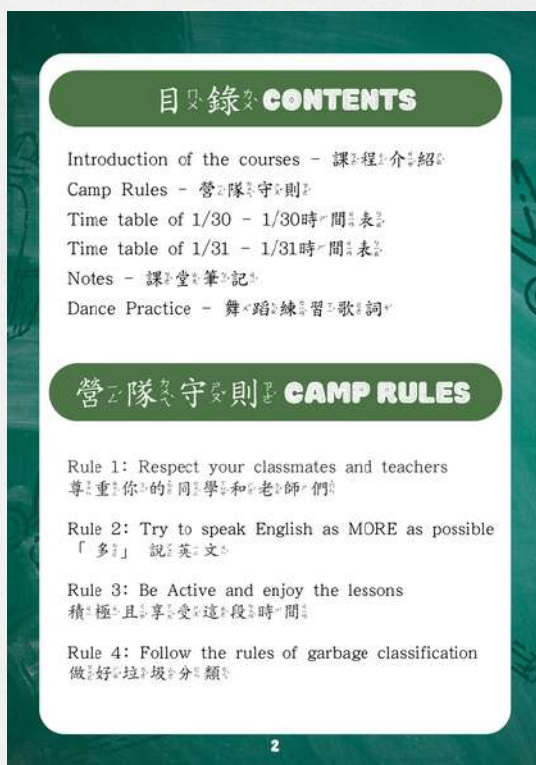 目錄 CONTENTS
Introduction of the courses - 課程介紹
Camp Rules - 營隊守則
Time table of 1/30 - 1/30時間表
Time table of 1/31 - 1/31時間表
Notes - 課堂筆記
Dance Practice - 舞蹈練習歌詞
營隊守則 CAMP RULES
Rule 1: Respect your classmates and teachers
尊重你的同學和老師們
Rule 2: Try to speak English as MORE as possible
「多」 說英文
Rule 3: Be Active and enjoy the lessons
積極且享受這段時間
Rule 4: Follow the rules of garbage classification
做好垃圾分類
2